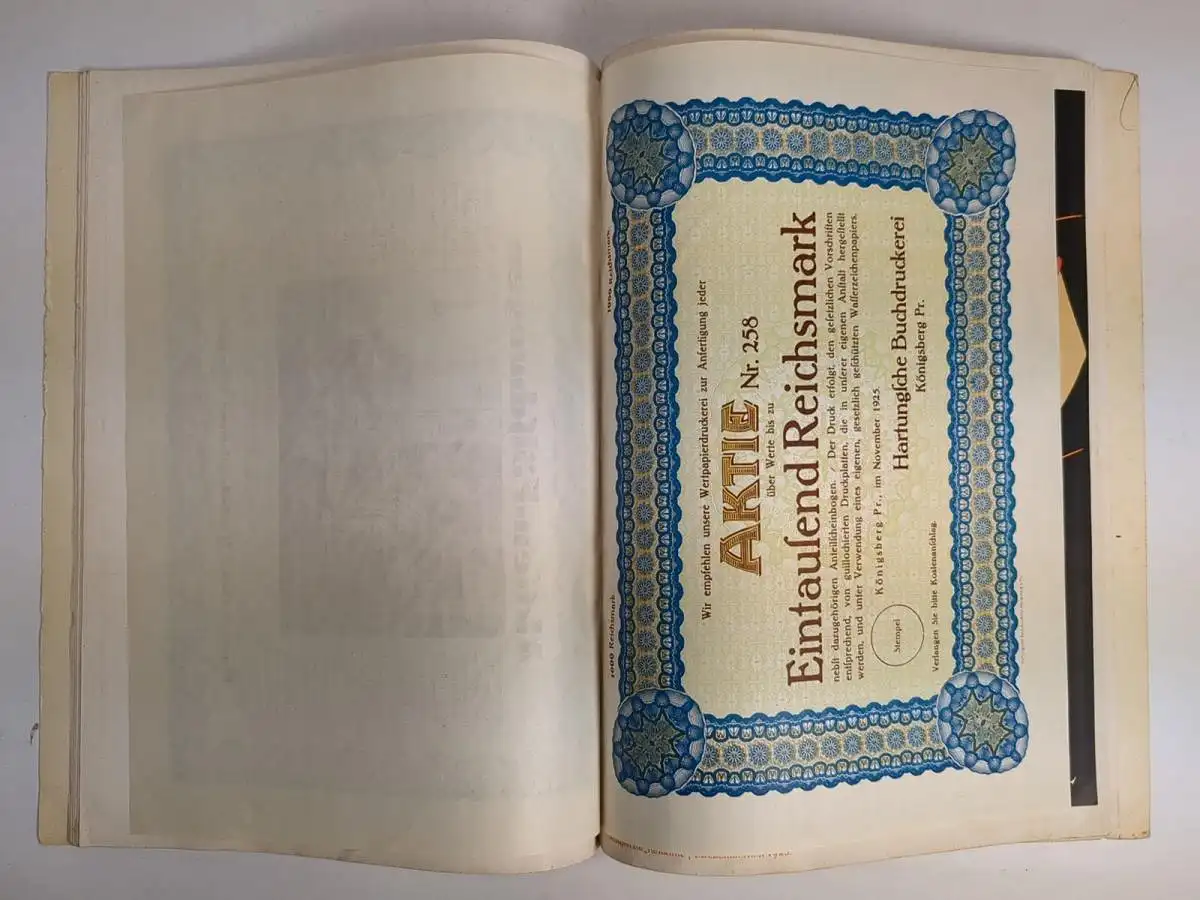 1000 Reichsmark
1000 Reichsmark
Wir empfehlen unsere Wertpapierdruckerei zur Anfertigung jeder
AKTIE Nr. 258
über Werte bis zu
Eintauſend Reichsmark
nebſt dazugehörigen Anteilſcheinbogen. / Der Druck erfolgt, den geſetzlichen Vorſchriften
entſprechend, von guillochierten Druckplatten, die in unſerer eigenen Anſtalt hergeſtellt
werden, und unter Verwendung eines eigenen, geſetzlich geſchützten Waſſerzeichenpapiers.
Königsberg Pr., im November 1925.
Stempel
Hartungſche Buchdruckerei
Königsberg Pr.
Verlangen Sie bitte Koſtenanſchlag.